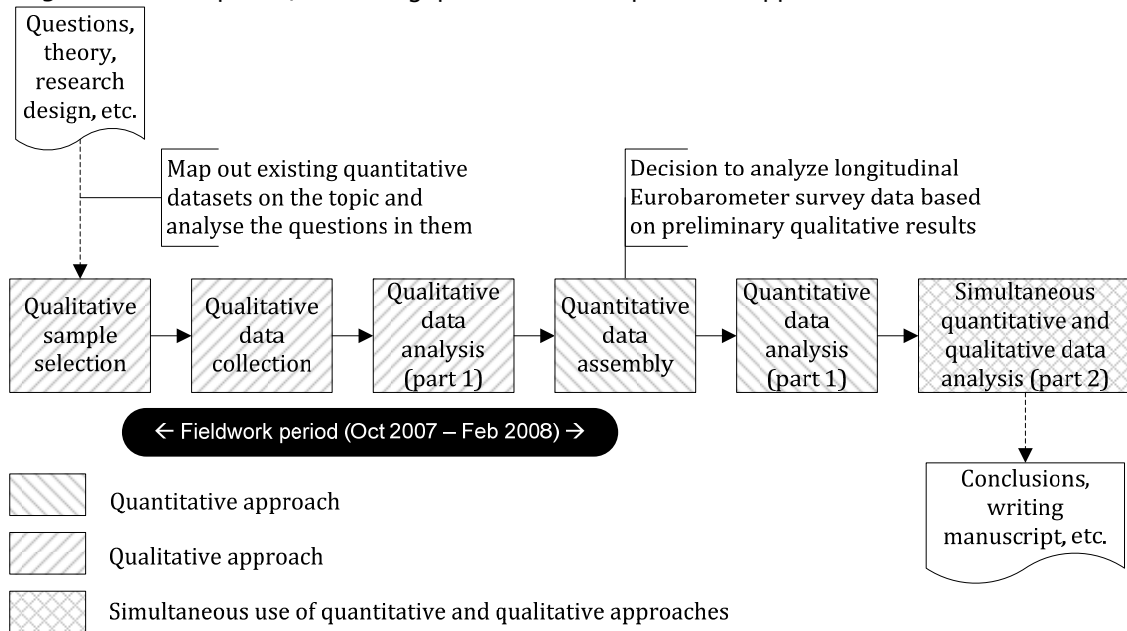 Questions,
theory,
research
design, etc.
Map out existing quantitative
datasets on the topic and
analyse the questions in them
Decision to analyze longitudinal
Eurobarometer survey data based
on preliminary qualitative results
Qualitative
sample
selection
Qualitative
data
collection
Qualitative
data
analysis
(part 1)
Quantitative
data
assembly
Quantitative
data
analysis
(part 1)
Simultaneous
quantitative and
qualitative data
analysis (part 2)
← Fieldwork period (Oct 2007 – Feb 2008) →
Conclusions,
writing
manuscript, etc.
Quantitative approach
Qualitative approach
Simultaneous use of quantitative and qualitative approaches